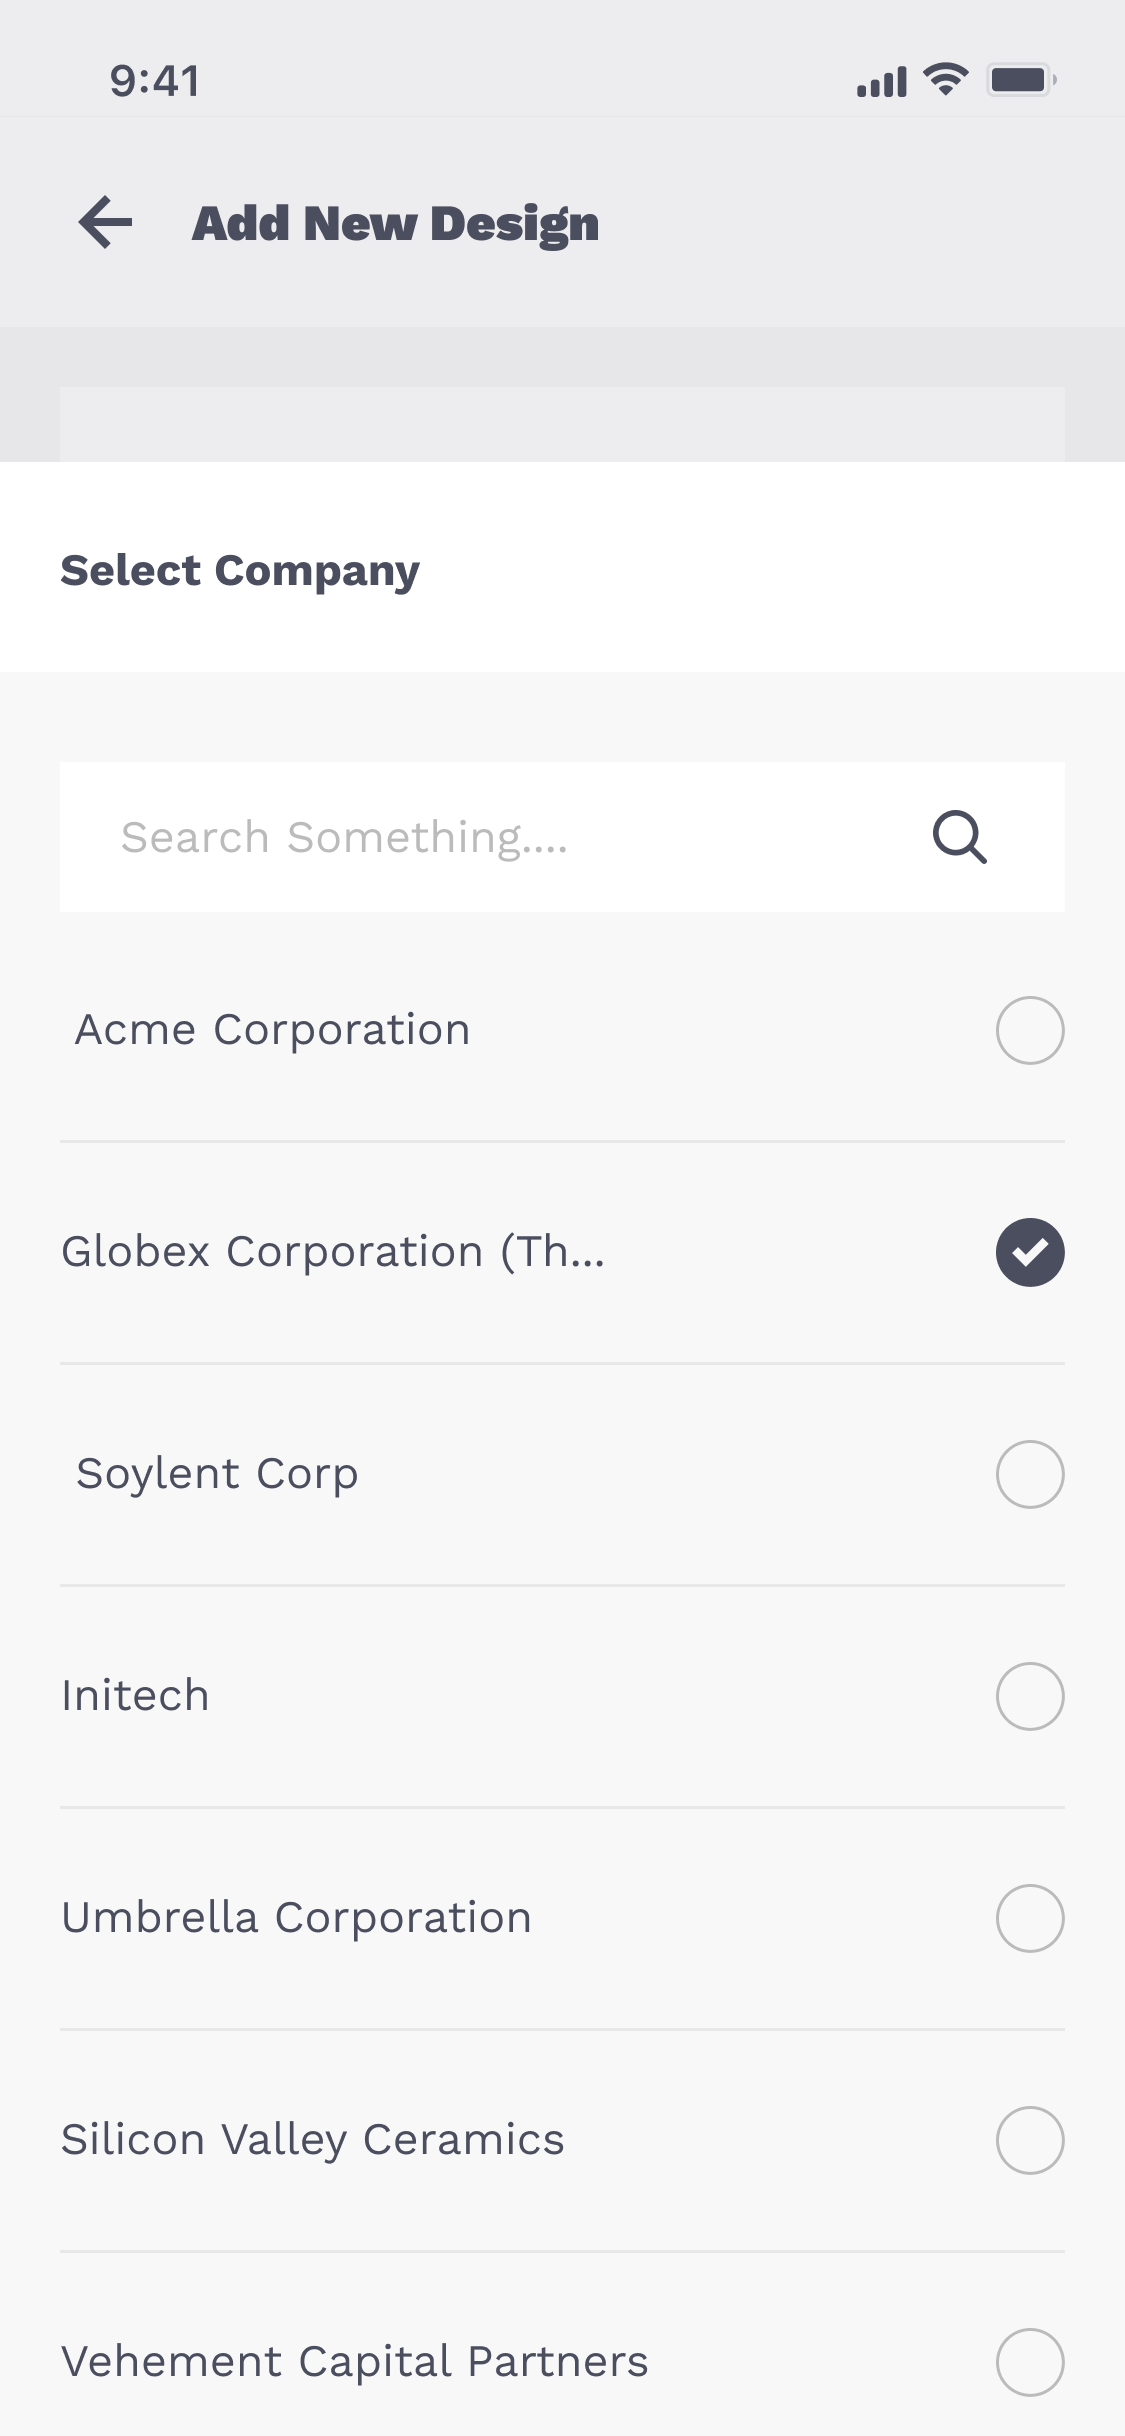 9:41
Add New Design
Select Company
Search Something....
Acme Corporation
Globex Corporation (Th...
Soylent Corp
Initech
Umbrella Corporation
Silicon Valley Ceramics
Vehement Capital Partners